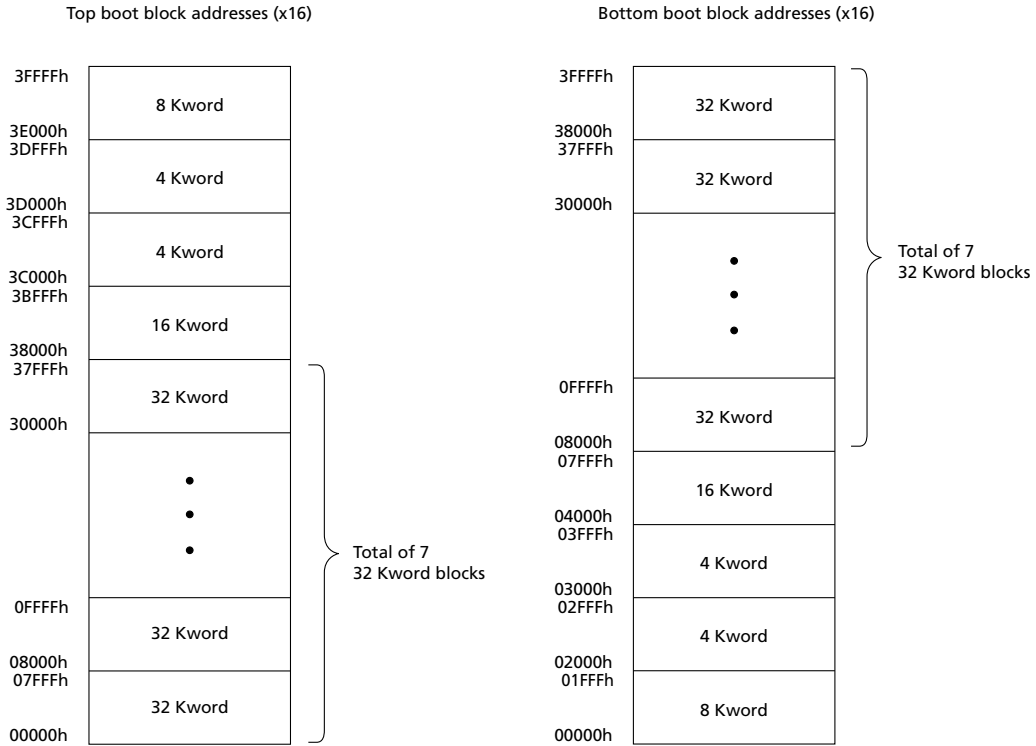 Top boot block addresses (x16)
3FFFFh
8 Kword
3E000h
3DFFFh
4 Kword
3D000h
3CFFFh
4 Kword
3C000h
3BFFFh
16 Kword
38000h
37FFFh
32 Kword
30000h
Total of 7
32 Kword blocks
0FFFFh
32 Kword
08000h
07FFFh
32 Kword
00000h
Bottom boot block addresses (x16)
3FFFFh
32 Kword
38000h
37FFFh
32 Kword
30000h
Total of 7
32 Kword blocks
0FFFFh
32 Kword
08000h
07FFFh
16 Kword
04000h
03FFFh
4 Kword
03000h
02FFFh
4 Kword
02000h
01FFFh
8 Kword
00000h